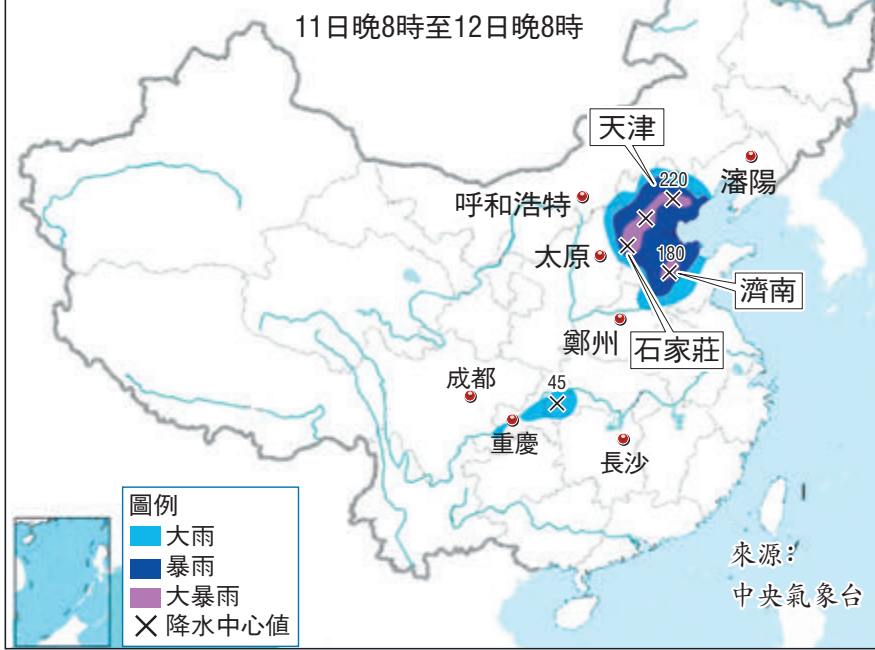 11日晚8時至12日晚8時
天津
220
瀋陽
呼和浩特
太原
180
濟南
鄭州
石家莊
成都
45
重慶
長沙
圖例
大雨
暴雨
大暴雨
降水中心值
來源：
中央氣象台